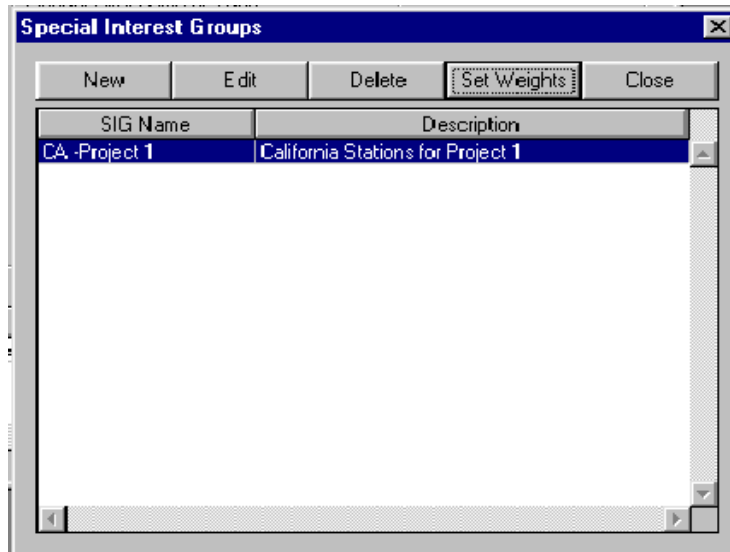 Special Interest Groups
New Edit Delete Set Weights Close
SIG Name Description
CA -Project 1 California Stations for Project 1